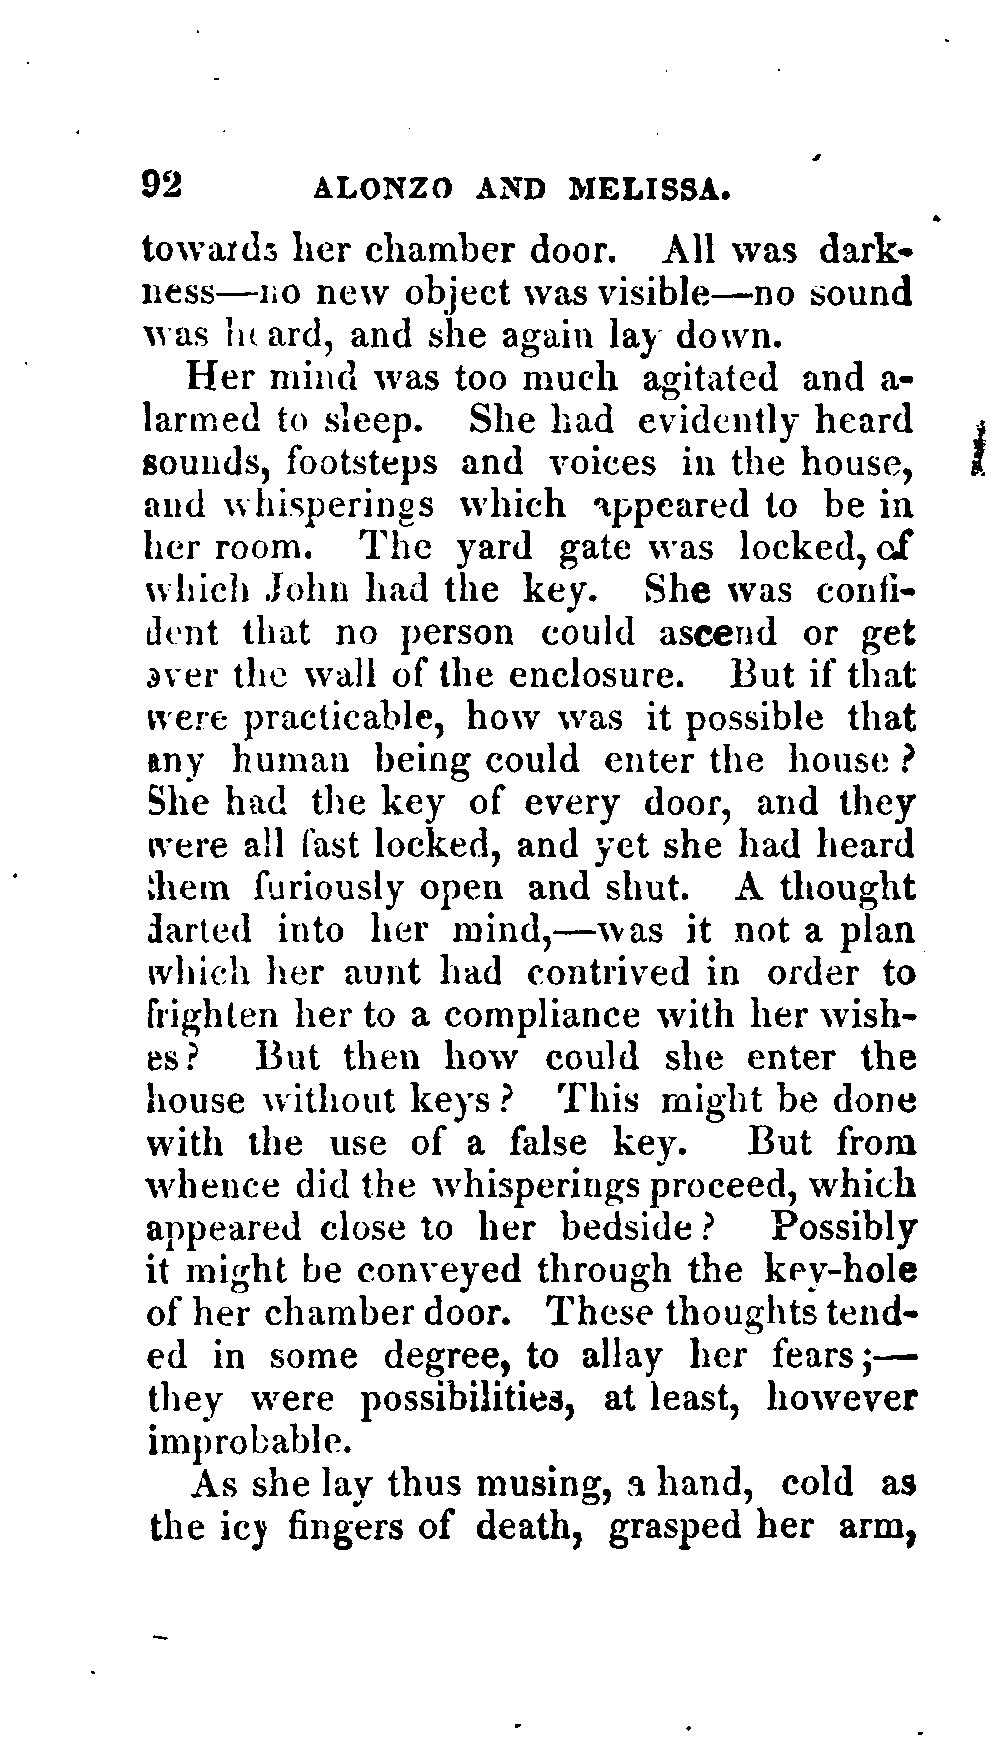 92 ALONZO AND MELISSA.
towards her chamber door. All was dark-
ness—no new object was visible—no sound
was heard, and she again lay down.
Her mind was too much agitated and a-
larmed to sleep. She had evidently heard
sounds, footsteps and voices in the house,
and whisperings which appeared to be in
her room. The yard gate was locked, of
which John had the key. She was confi-
dent that no person could ascend or get
over the wall of the enclosure. But if that
were practicable, how was it possible that
any human being could enter the house?
She had the key of every door, and they
were all fast locked, and yet she had heard
them furiously open and shut. A thought
darted into her mind,—was it not a plan
which her aunt had contrived in order to
frighten her to a compliance with her wish-
es? But then how could she enter the
house without keys? This might be done
with the use of a false key. But from
whence did the whisperings proceed, which
appeared close to her bedside? Possibly
it might be conveyed through the key-hole
of her chamber door. These thoughts tend-
ed in some degree, to allay her fears;—
they were possibilities, at least, however
improbable.
As she lay thus musing, a hand, cold as
the icy fingers of death, grasped her arm,